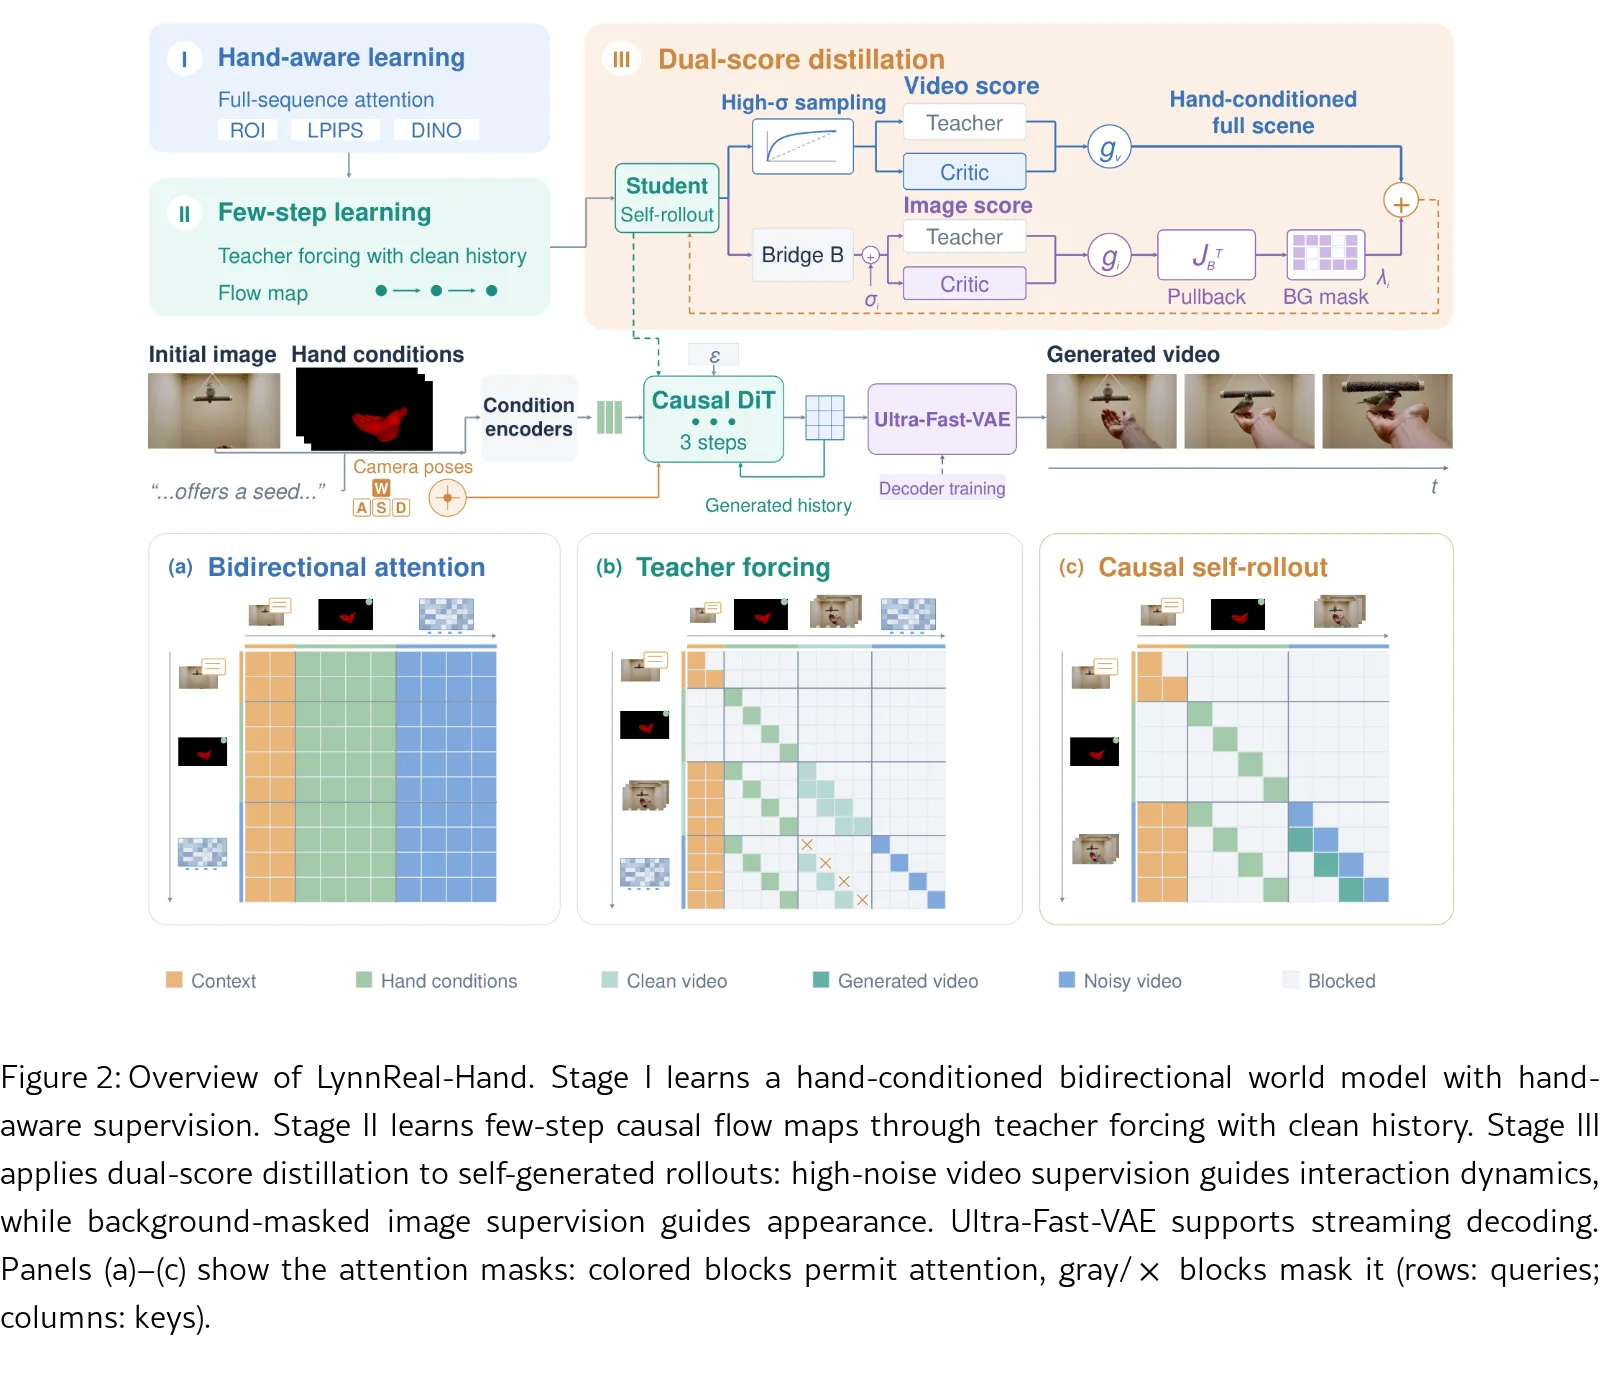 I Hand-aware learning
Full-sequence attention
ROI LPIPS DINO
II Few-step learning
Teacher forcing with clean history
Flow map
III Dual-score distillation
Student
Self-rollout
High-σ sampling
Video score
Teacher
Critic
g_v
Hand-conditioned
full scene
Bridge B
+
σ_i
Image score
Teacher
Critic
g_i
J_B^T
Pullback
BG mask
λ_i
+
Initial image
Hand conditions
“...offers a seed...”
Camera poses
W
A S D
Condition
encoders
ε
Causal DiT
3 steps
Generated history
Ultra-Fast-VAE
Decoder training
Generated video
t
(a) Bidirectional attention
(b) Teacher forcing
(c) Causal self-rollout
Context
Hand conditions
Clean video
Generated video
Noisy video
Blocked
Figure 2: Overview of LynnReal-Hand. Stage I learns a hand-conditioned bidirectional world model with hand-
aware supervision. Stage II learns few-step causal flow maps through teacher forcing with clean history. Stage III
applies dual-score distillation to self-generated rollouts: high-noise video supervision guides interaction dynamics,
while background-masked image supervision guides appearance. Ultra-Fast-VAE supports streaming decoding.
Panels (a)–(c) show the attention masks: colored blocks permit attention, gray/× blocks mask it (rows: queries;
columns: keys).